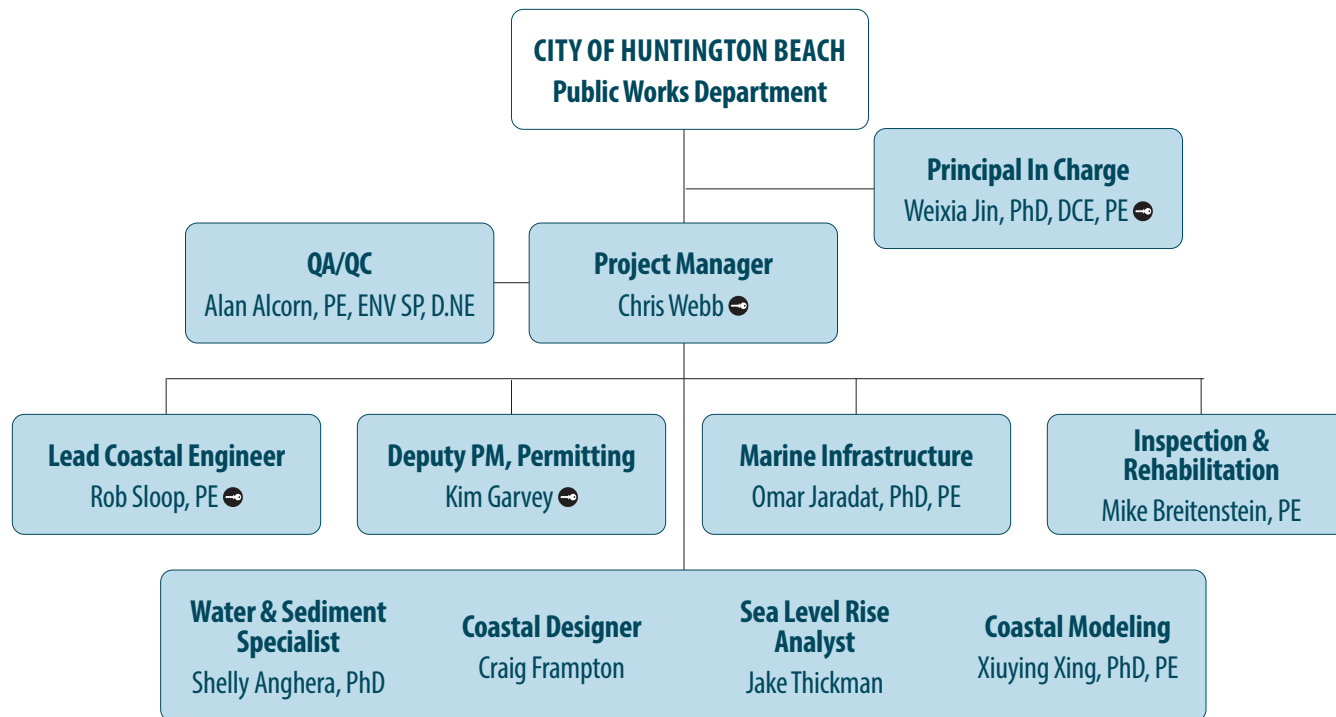 CITY OF HUNTINGTON BEACH
Public Works Department
Principal In Charge
Weixia Jin, PhD, DCE, PE
QA/QC
Alan Alcorn, PE, ENV SP, D.NE
Project Manager
Chris Webb
Lead Coastal Engineer
Rob Sloop, PE
Deputy PM, Permitting
Kim Garvey
Marine Infrastructure
Omar Jaradat, PhD, PE
Inspection &
Rehabilitation
Mike Breitenstein, PE
Water & Sediment
Specialist
Shelly Anghera, PhD
Coastal Designer
Craig Frampton
Sea Level Rise
Analyst
Jake Thickman
Coastal Modeling
Xiuying Xing, PhD, PE